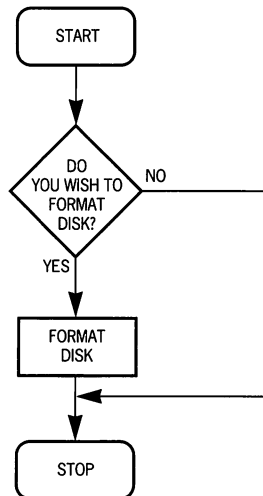 START
DO
YOU WISH TO
FORMAT
DISK?
NO
YES
FORMAT
DISK
STOP